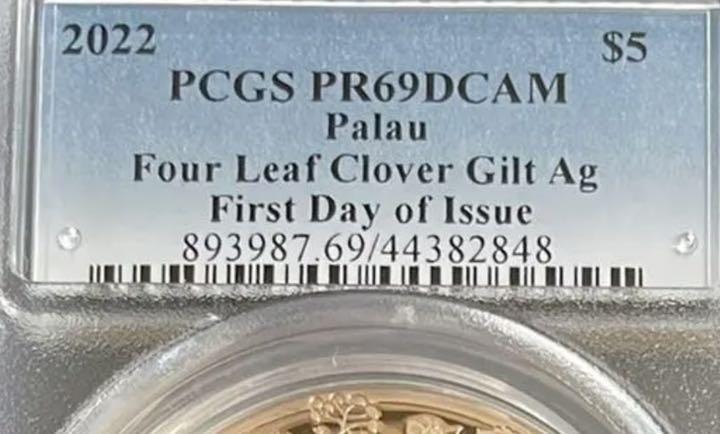 2022 $5
PCGS PR69DCAM
Palau
Four Leaf Clover Gilt Ag
First Day of Issue
893987.69/44382848